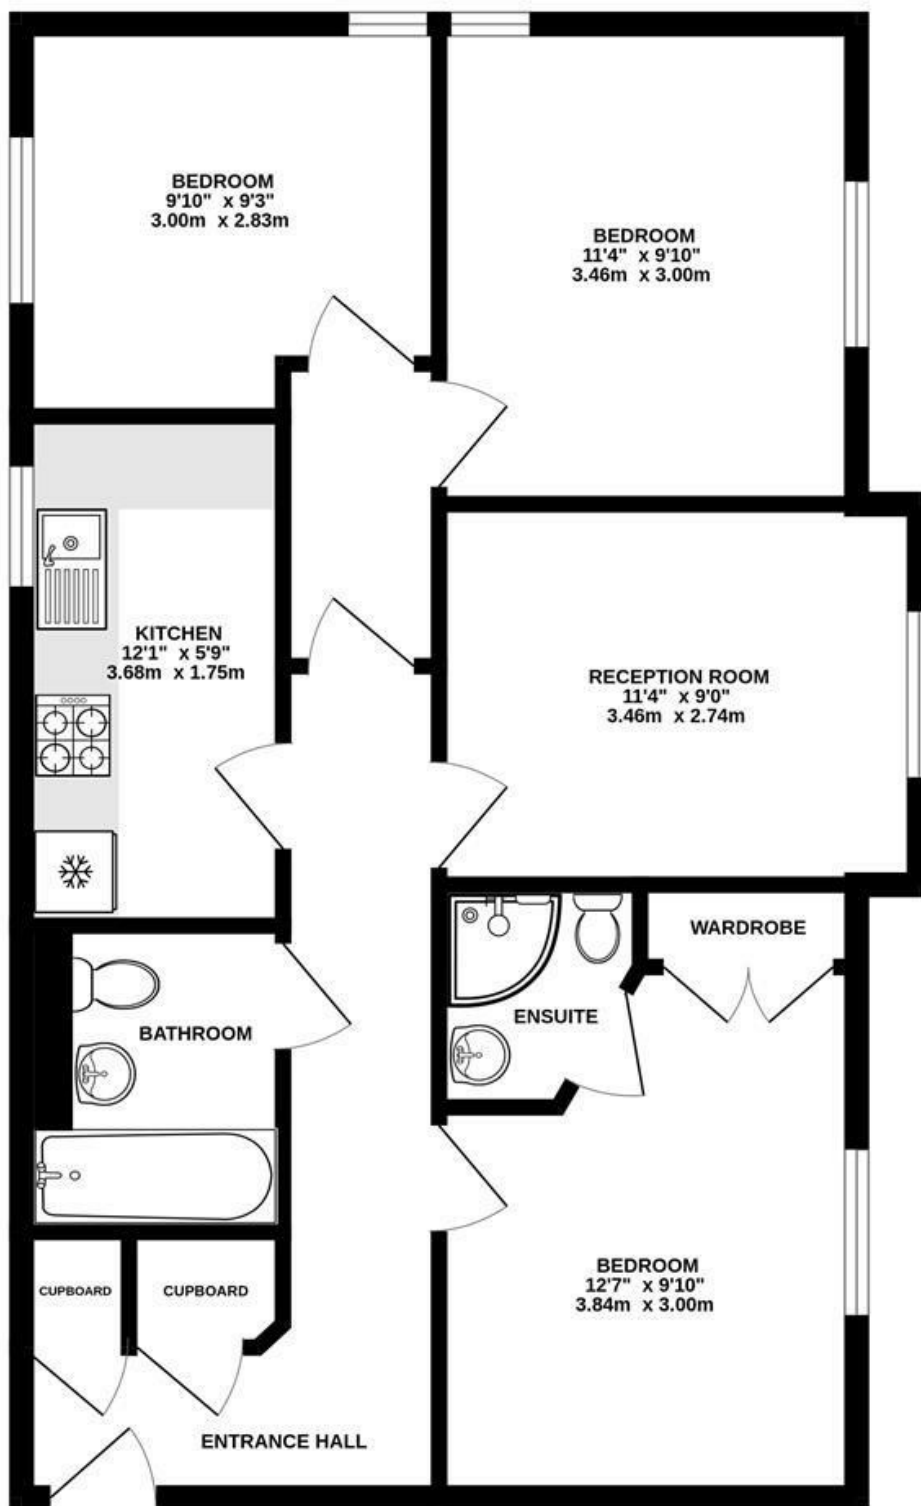 BEDROOM
9'10" x 9'3"
3.00m x 2.83m
BEDROOM
11'4" x 9'10"
3.46m x 3.00m
KITCHEN
12'1" x 5'9"
3.68m x 1.75m
RECEPTION ROOM
11'4" x 9'0"
3.46m x 2.74m
WARDROBE
ENSUITE
BATHROOM
BEDROOM
12'7" x 9'10"
3.84m x 3.00m
CUPBOARD
CUPBOARD
ENTRANCE HALL